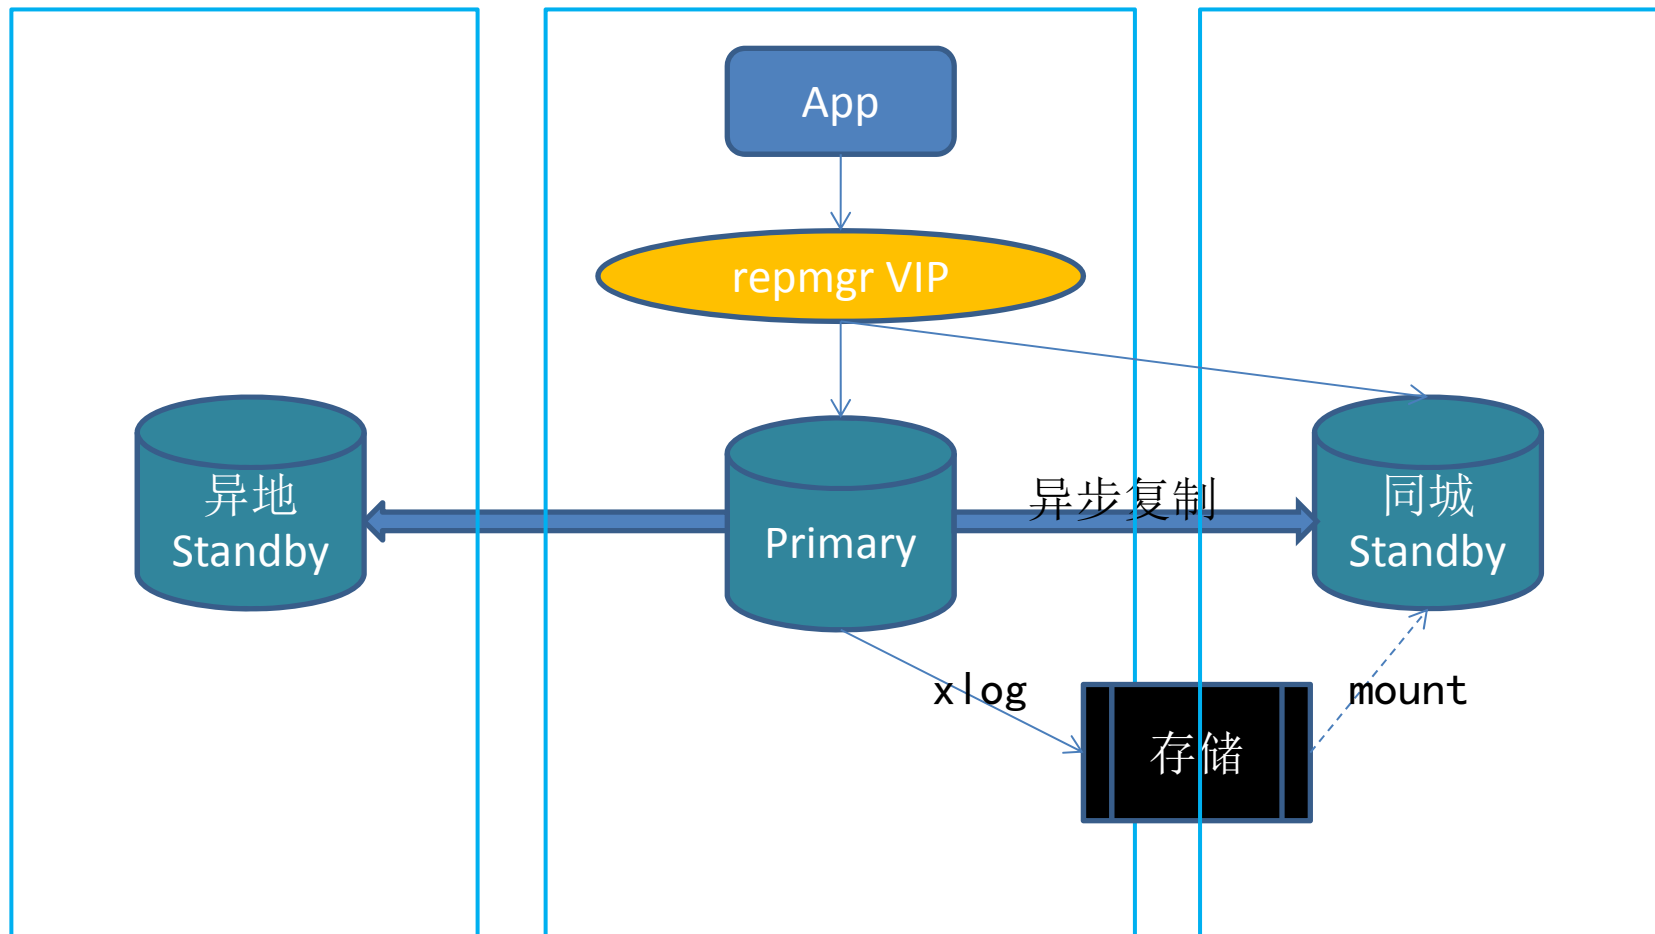 App
repmgr VIP
异地
Standby
Primary
异步复制
同城
Standby
xlog
mount
存储